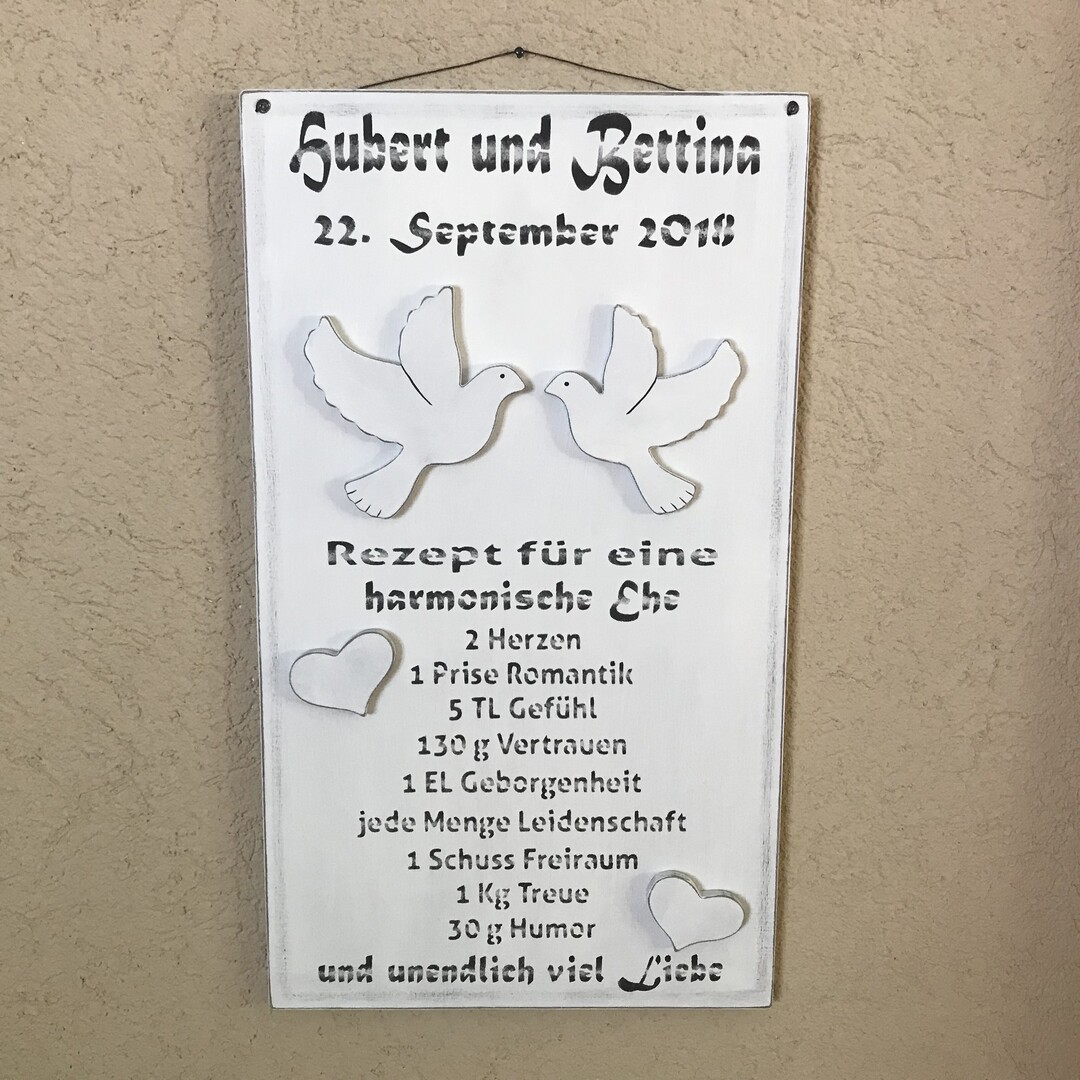 Hubert und Bettina
22. September 2018
Rezept für eine
harmonische Ehe
2 Herzen
1 Prise Romantik
5 TL Gefühl
130 g Vertrauen
1 EL Geborgenheit
jede Menge Leidenschaft
1 Schuss Freiraum
1 Kg Treue
30 g Humor
und unendlich viel Liebe